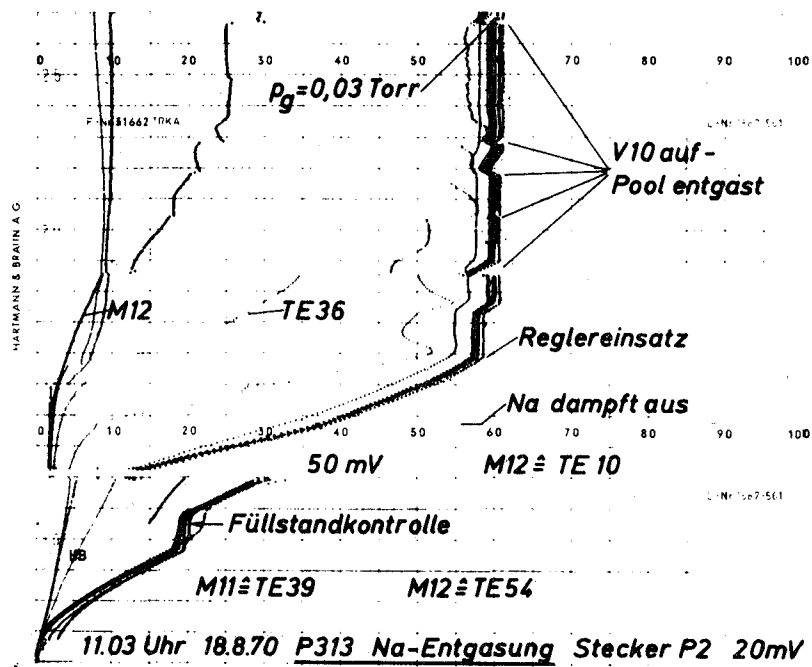 0 10 20 30 40 50 60 70 80 90 100
p_g=0,03 Torr
V10 auf-
Pool entgast
HARTMANN & BRAUN A G
M12
TE36
Reglereinsatz
Na dampft aus
0 10 20 30 40 50 60 70 80 90 100
50 mV
M12 ≙ TE 10
Füllstandkontrolle
HB
M11≙TE39
M12≙TE54
11.03 Uhr 18.8.70 P313 Na-Entgasung Stecker P2 20mV